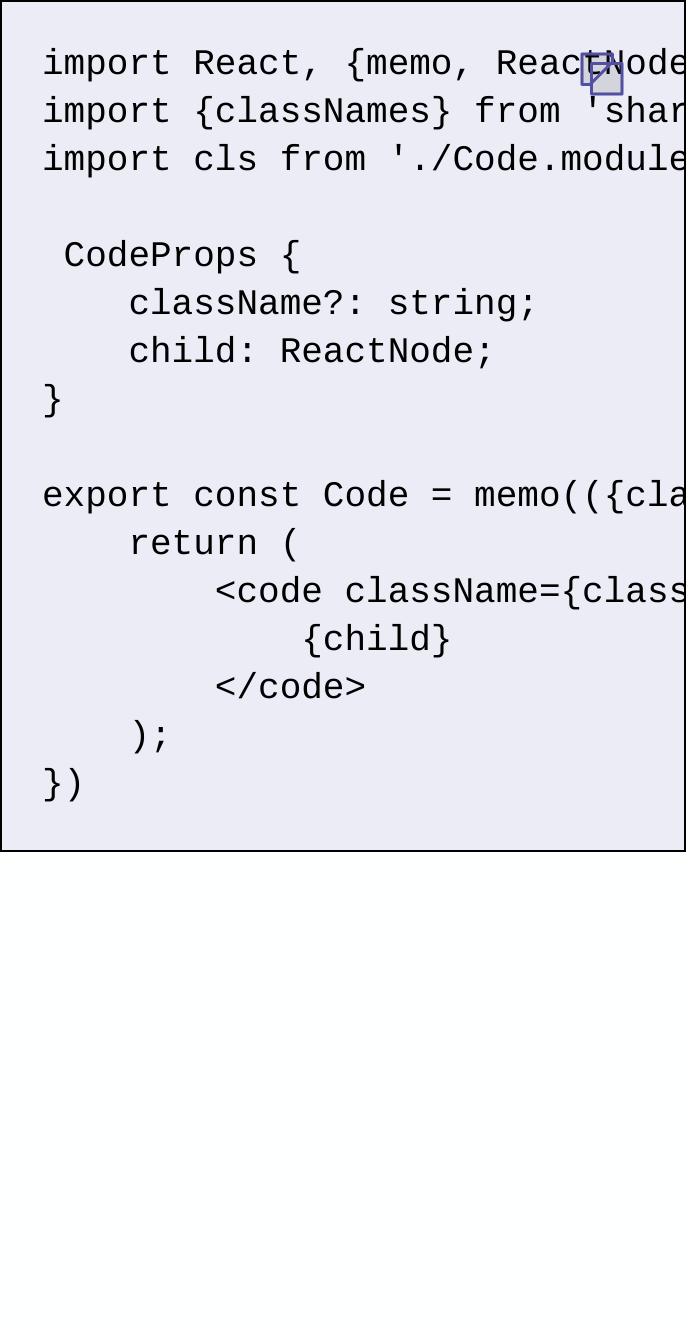 import React, {memo, ReactNode
import {classNames} from 'shar
import cls from './Code.module
CodeProps {
className?: string;
child: ReactNode;
}
export const Code = memo(({cla
return (
<code className={class
{child}
</code>
);
})